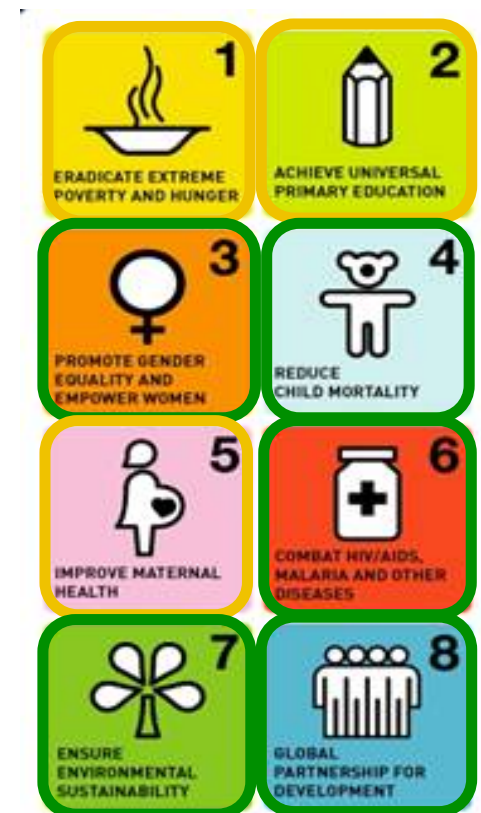 1
ERADICATE EXTREME
POVERTY AND HUNGER
2
ACHIEVE UNIVERSAL
PRIMARY EDUCATION
3
PROMOTE GENDER
EQUALITY AND
EMPOWER WOMEN
4
REDUCE
CHILD MORTALITY
5
IMPROVE MATERNAL
HEALTH
6
COMBAT HIV/AIDS,
MALARIA AND OTHER
DISEASES
7
ENSURE
ENVIRONMENTAL
SUSTAINABILITY
8
GLOBAL
PARTNERSHIP FOR
DEVELOPMENT